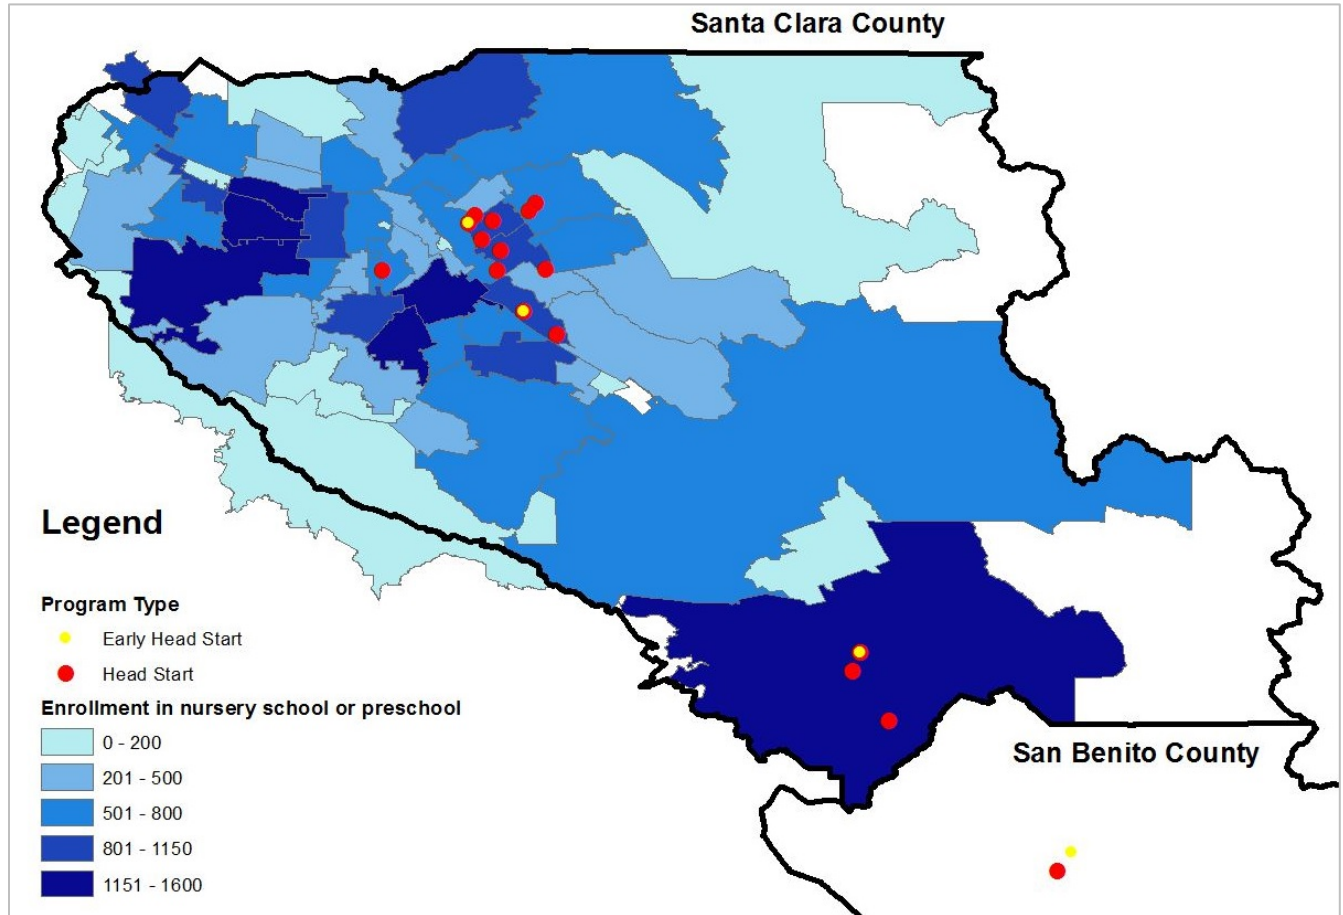 Santa Clara County
San Benito County
Legend
Program Type
Early Head Start
Head Start
Enrollment in nursery school or preschool
0 - 200
201 - 500
501 - 800
801 - 1150
1151 - 1600